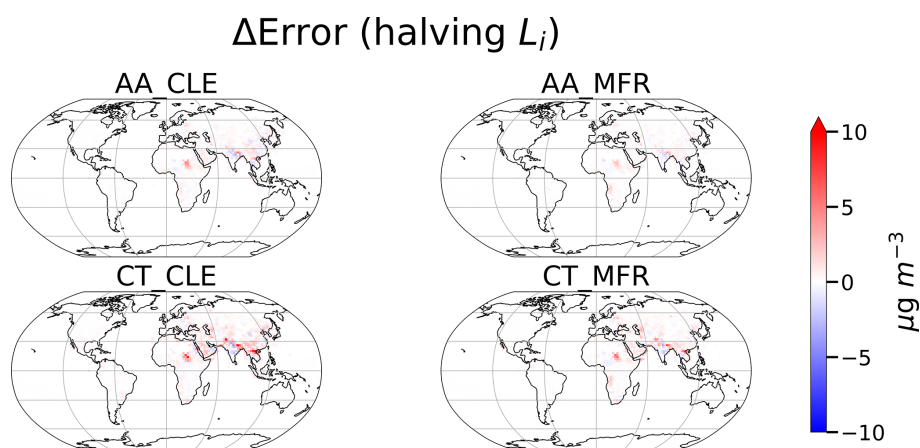 ΔError (halving L_i)
AA_CLE
AA_MFR
CT_CLE
CT_MFR
10
5
0
−5
−10
μg m⁻³